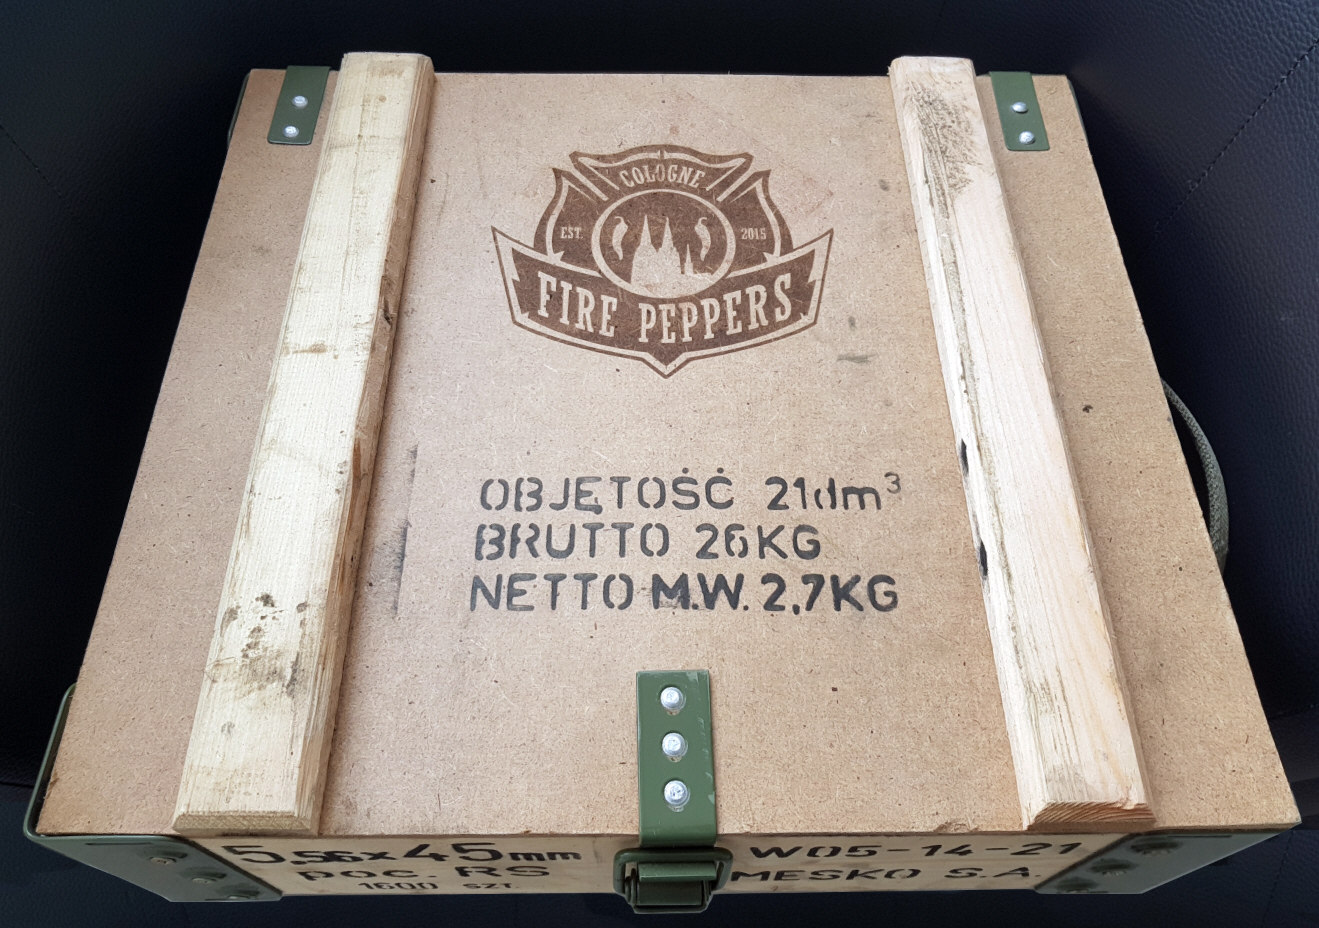 COLOGNE
EST. 2015
FIRE PEPPERS
OBJĘTOŚĆ 21dm³
BRUTTO 26KG
NETTO M.W. 2,7KG
5,56x45mm W05-14-21
POC. RS MESKO S.A.
1600 SZT.